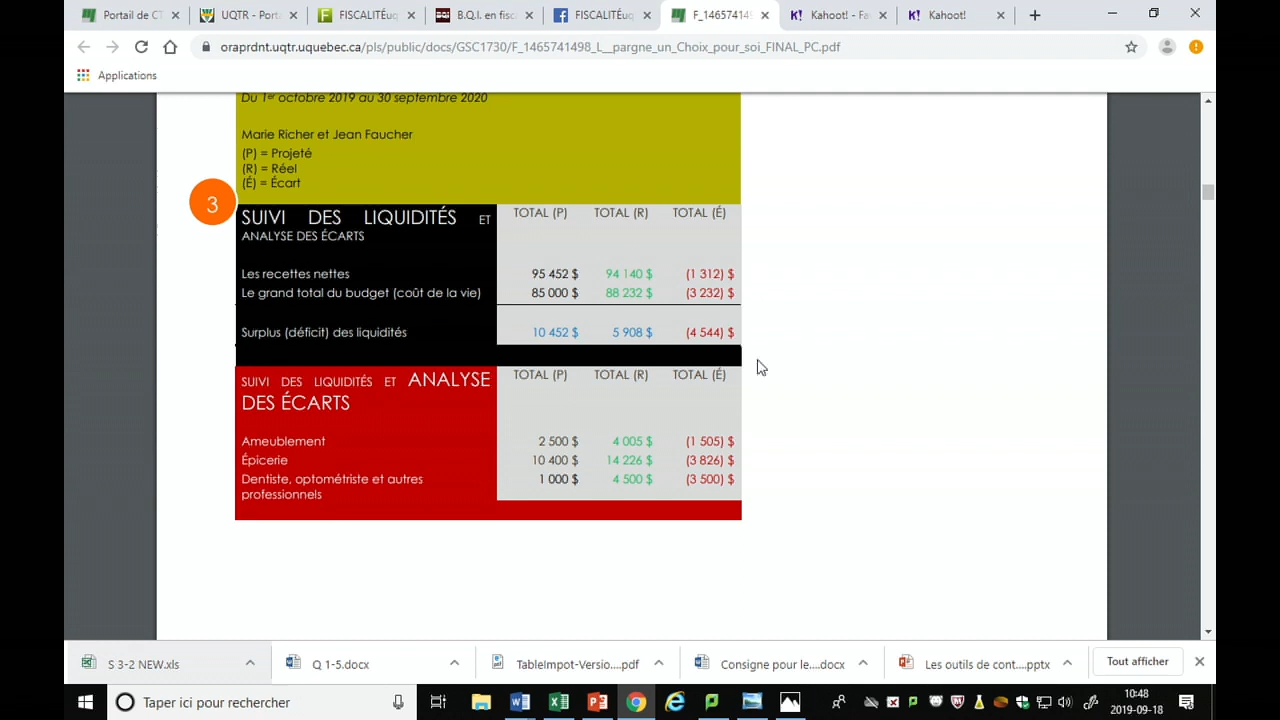 Portail de CT
UQTR - Porta
FISCALITÉuq
B.Q.I. en fisca
FISCALITÉuq
F_146574149
Kahoot! - Fa
Kahoot!
oraprdnt.uqtr.uquebec.ca/pls/public/docs/GSC1730/F_1465741498_L__pargne_un_Choix_pour_soi_FINAL_PC.pdf
Applications
Du 1er octobre 2019 au 30 septembre 2020
Marie Richer et Jean Faucher
(P) = Projeté
(R) = Réel
(É) = Écart
3
SUIVI DES LIQUIDITÉS ET TOTAL (P) TOTAL (R) TOTAL (É)
ANALYSE DES ÉCARTS
Les recettes nettes 95 452 $ 94 140 $ (1 312) $
Le grand total du budget (coût de la vie) 85 000 $ 88 232 $ (3 232) $
Surplus (déficit) des liquidités 10 452 $ 5 908 $ (4 544) $
SUIVI DES LIQUIDITÉS ET ANALYSE TOTAL (P) TOTAL (R) TOTAL (É)
DES ÉCARTS
Ameublement 2 500 $ 4 005 $ (1 505) $
Épicerie 10 400 $ 14 226 $ (3 826) $
Dentiste, optométriste et autres 1 000 $ 4 500 $ (3 500) $
professionnels
S 3-2 NEW.xls
Q 1-5.docx
TableImpot-Versio....pdf
Consigne pour le....docx
Les outils de cont....pptx
Tout afficher
Taper ici pour rechercher
10:48
2019-09-18